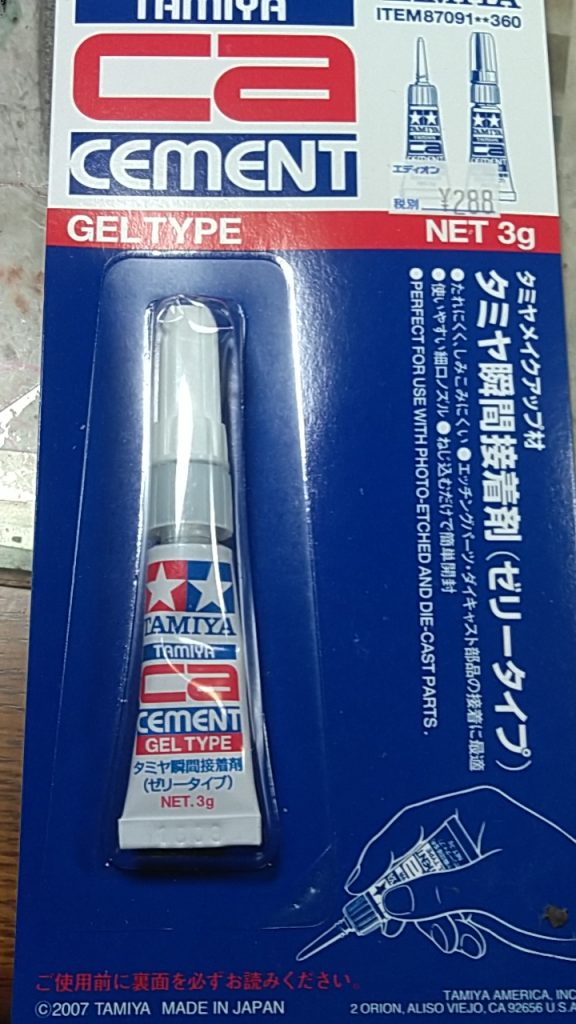 TAMIYA
ITEM87091★★360
ca
CEMENT
TAMIYA
ca
TAMIYA
ca
エディオン
税別 ¥288
GEL TYPE
NET 3g
タミヤメイクアップ材
タミヤ瞬間接着剤(ゼリータイプ)
●たれにくく、しみこみにくい ●エッチングパーツ・ダイキャスト部品の接着に最適
●使いやすい細口ノズル ●ねじ込むだけで簡単開封
●PERFECT FOR USE WITH PHOTO-ETCHED AND DIE-CAST PARTS.
TAMIYA
TAMIYA
ca
CEMENT
GEL TYPE
タミヤ瞬間接着剤
(ゼリータイプ)
NET.3g
ご使用前に裏面を必ずお読みください。
©2007 TAMIYA MADE IN JAPAN
TAMIYA AMERICA, INC
2 ORION, ALISO VIEJO, CA 92656 U.S.A